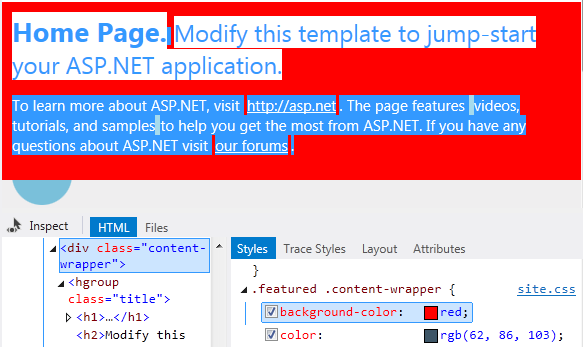 Home Page. Modify this template to jump-start
your ASP.NET application.
To learn more about ASP.NET, visit http://asp.net . The page features videos,
tutorials, and samples to help you get the most from ASP.NET. If you have any
questions about ASP.NET visit our forums .
Inspect HTML Files
<div class="content-
wrapper">
<hgroup
class="title">
<h1>…</h1>
<h2>Modify this
Styles Trace Styles Layout Attributes
}
.featured .content-wrapper { site.css
background-color: red;
color: rgb(62, 86, 103);